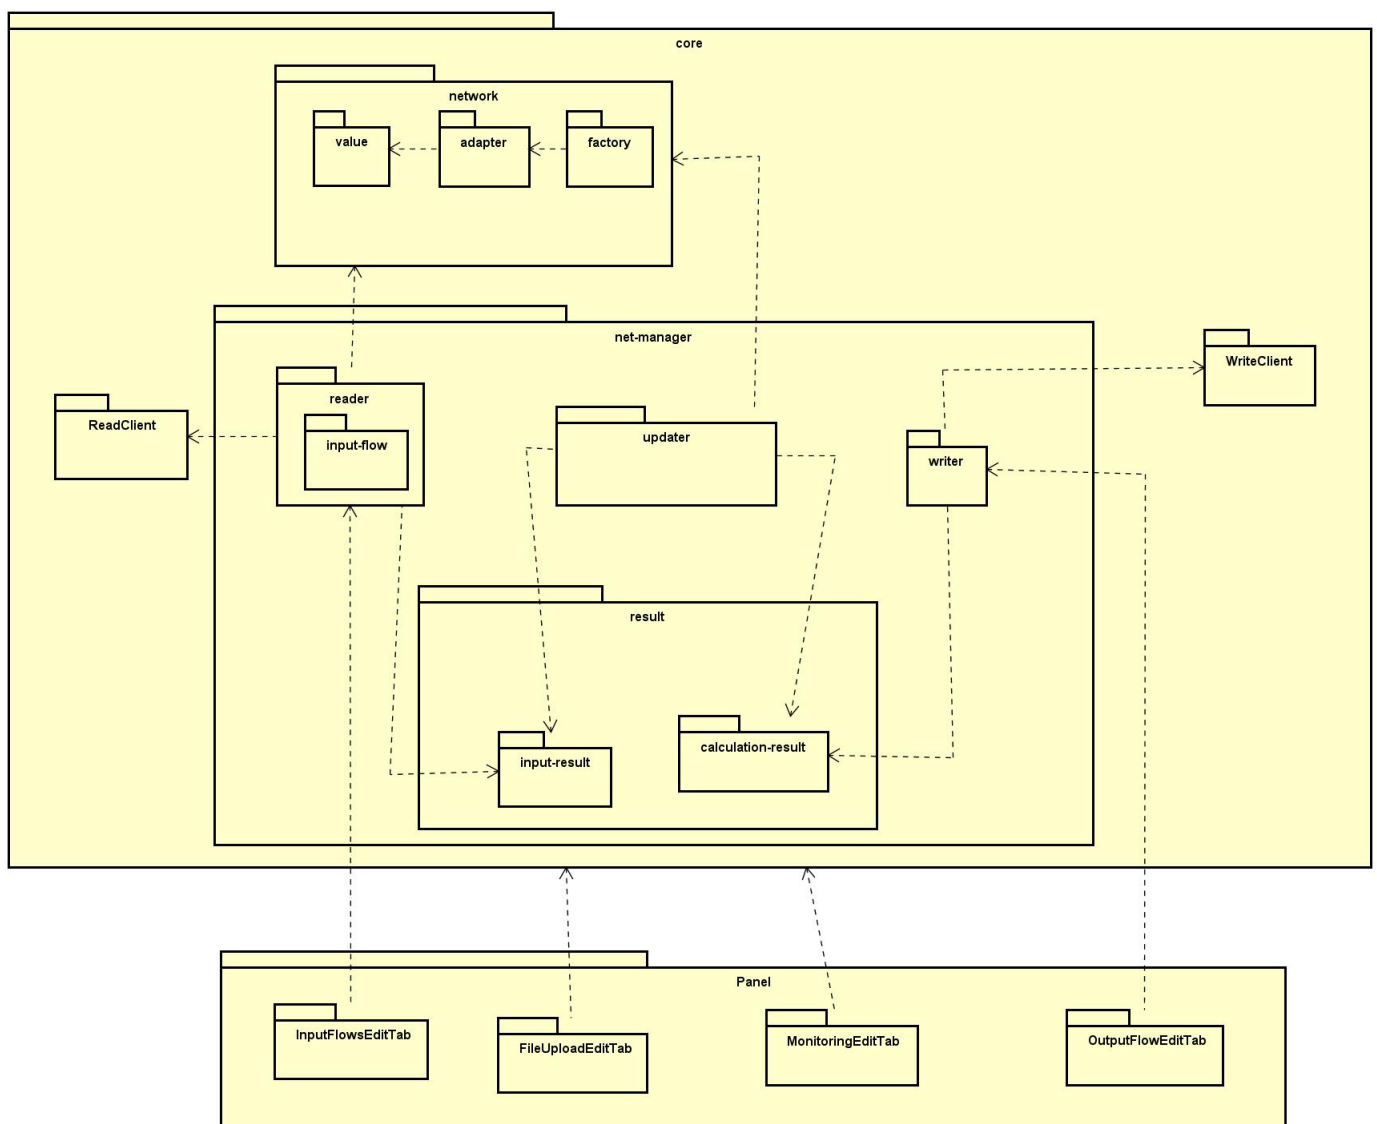 core
network
value
adapter
factory
net-manager
WriteClient
reader
ReadClient
input-flow
updater
writer
result
calculation-result
input-result
Panel
InputFlowsEditTab
FileUploadEditTab
MonitoringEditTab
OutputFlowEditTab